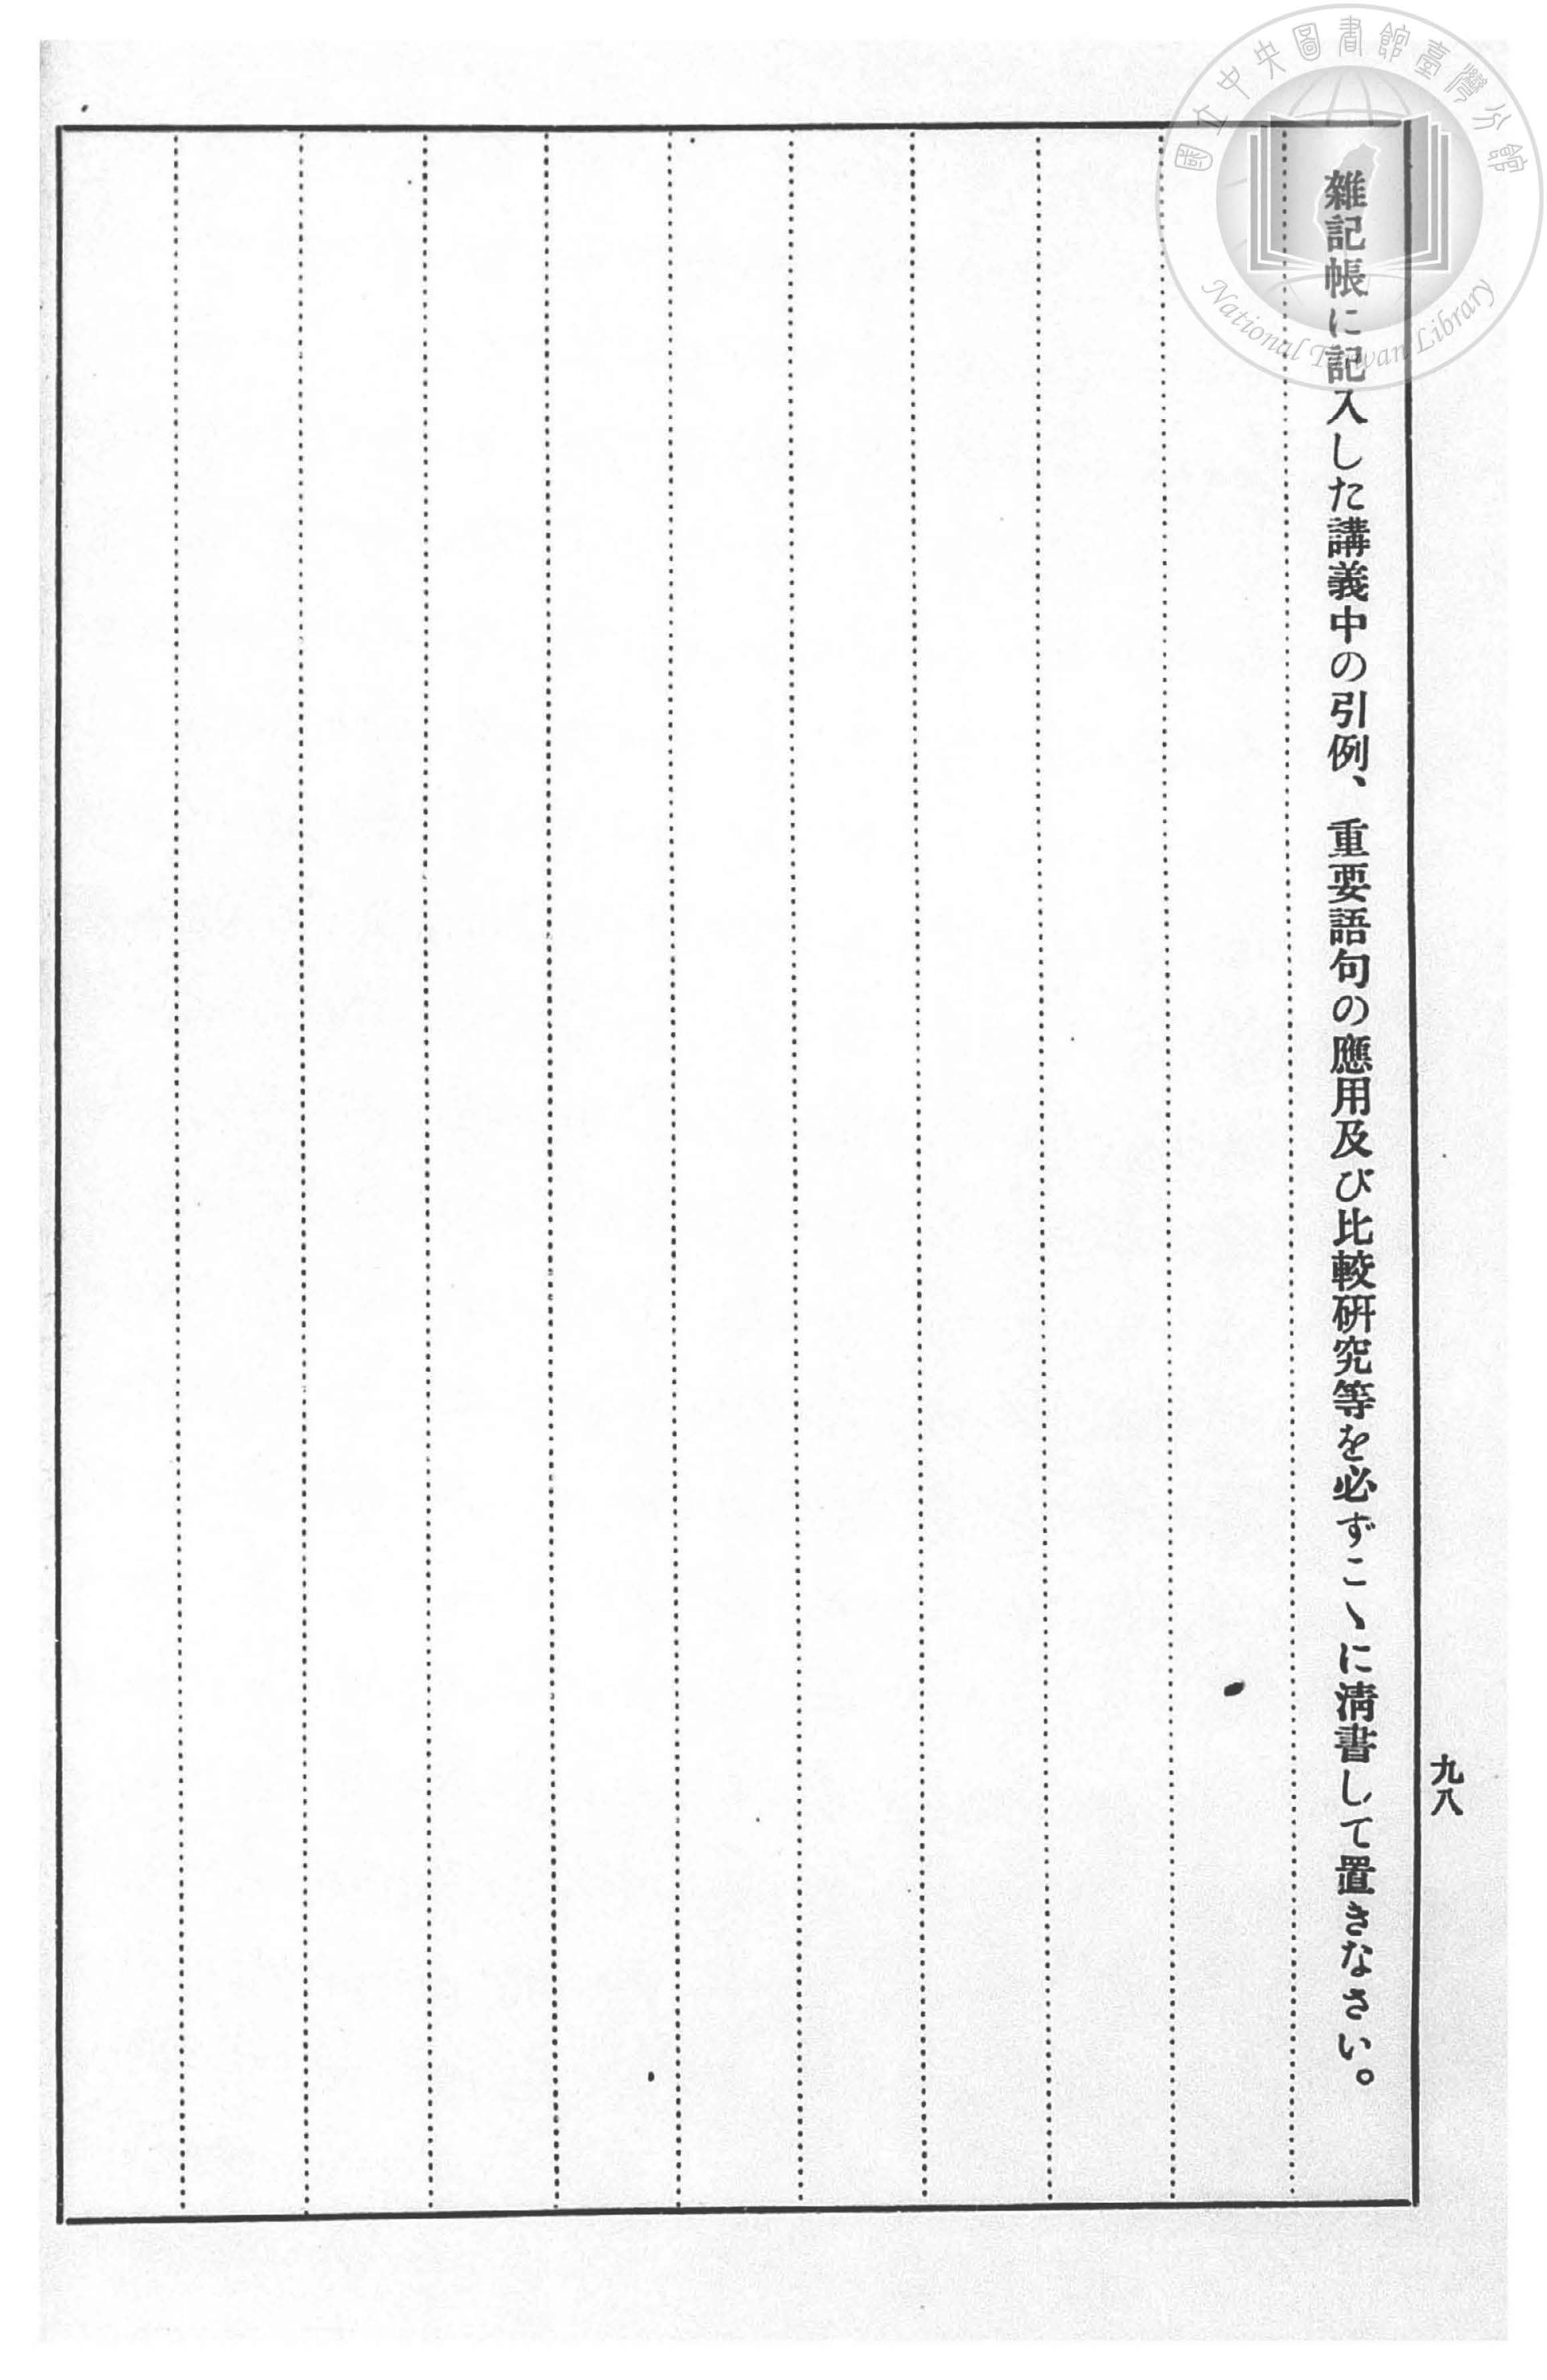 雜記帳に記入した講義中の引例、重要語句の應用及び比較硏究等を必ずこゝに淸書して置きなさい。
九八
國立中央圖書館臺灣分館
National Taiwan Library